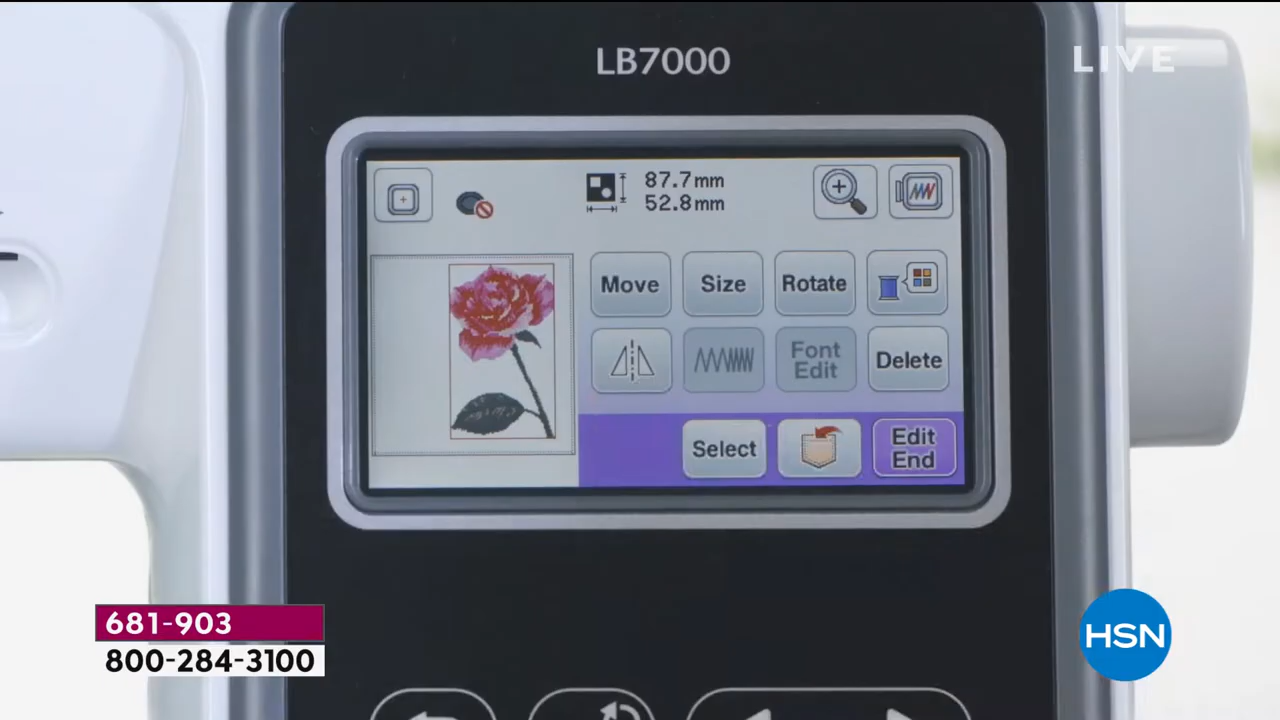 LB7000
LIVE
87.7mm
52.8mm
Move
Size
Rotate
Font
Edit
Delete
Select
Edit
End
681-903
800-284-3100
HSN